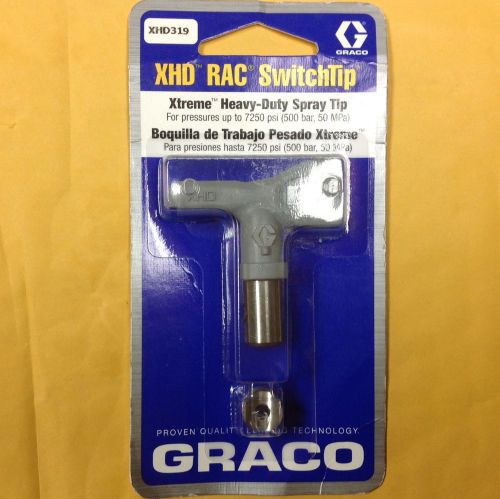 XHD319
GRACO
XHD™ RAC® SwitchTip
Xtreme™ Heavy-Duty Spray Tip
For pressures up to 7250 psi (500 bar, 50 MPa)
Boquilla de Trabajo Pesado Xtreme™
Para presiones hasta 7250 psi (500 bar, 50 MPa)
XHD
PROVEN QUALITY. LEADING TECHNOLOGY.
GRACO